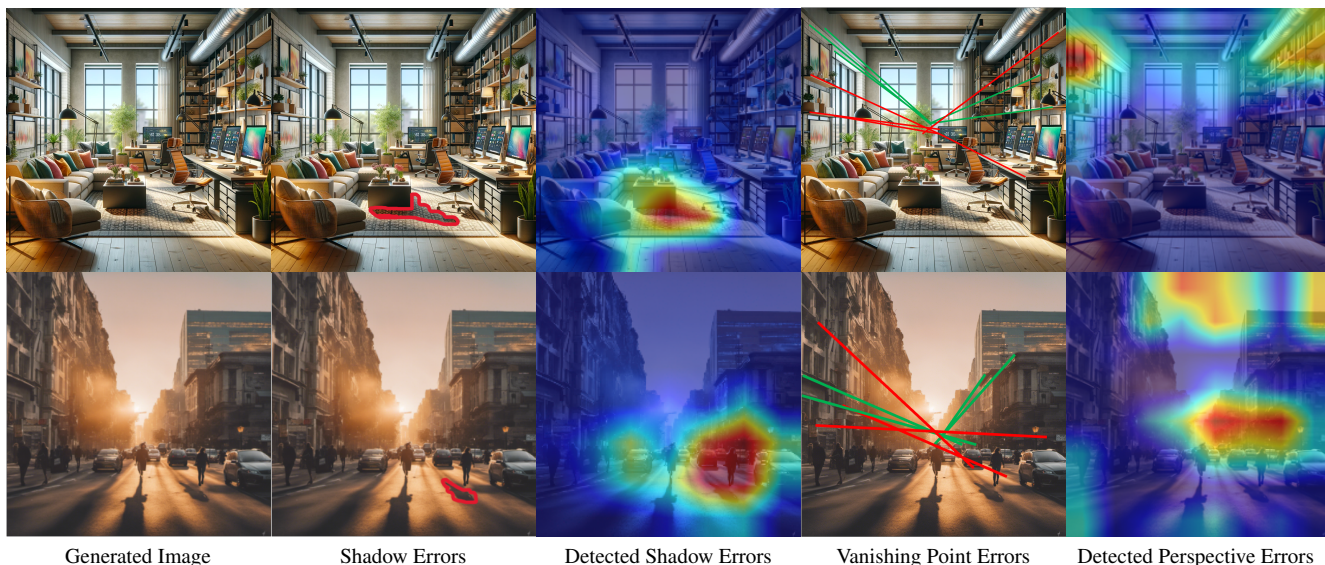 Generated Image
Shadow Errors
Detected Shadow Errors
Vanishing Point Errors
Detected Perspective Errors